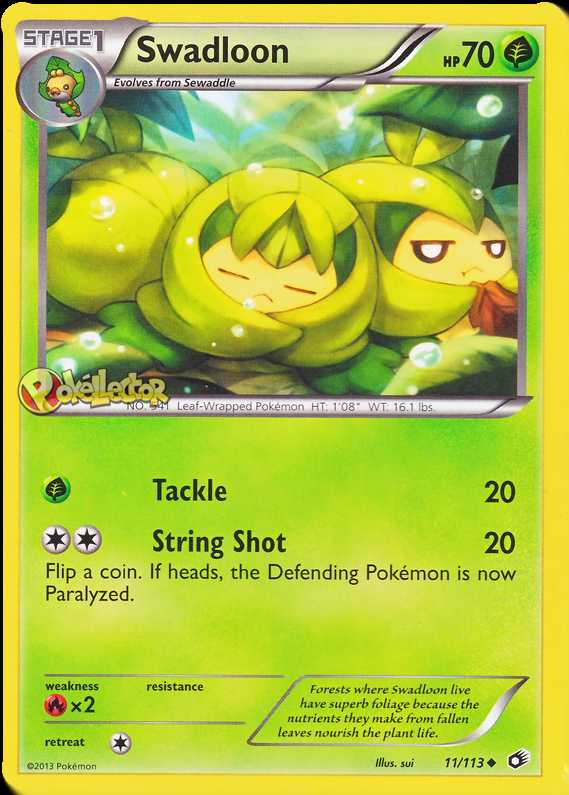 STAGE1
Swadloon
HP70
Evolves from Sewaddle
PokéLector
NO. 541 Leaf-Wrapped Pokémon HT: 1'08" WT: 16.1 lbs.
Tackle 20
String Shot 20
Flip a coin. If heads, the Defending Pokémon is now
Paralyzed.
weakness resistance
×2
Forests where Swadloon live
have superb foliage because the
nutrients they make from fallen
leaves nourish the plant life.
retreat
©2013 Pokémon
Illus. sui
11/113